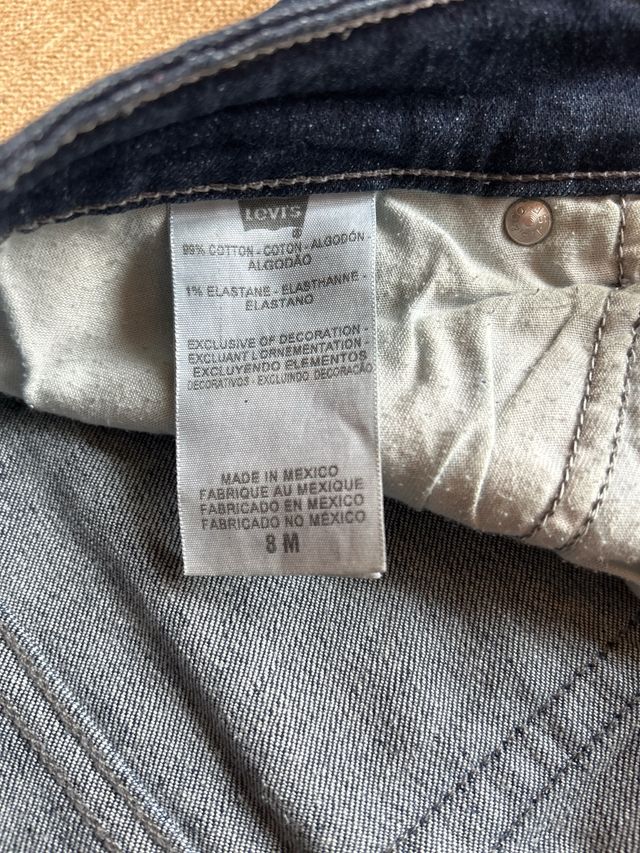 LEVI'S
®
99% COTTON - COTON - ALGODÓN -
ALGODÃO
1% ELASTANE - ELASTHANNE -
ELASTANO
EXCLUSIVE OF DECORATION -
EXCLUANT L'ORNEMENTATION -
EXCLUYENDO ELEMENTOS
DECORATIVOS - EXCLUINDO DECORAÇÃO
MADE IN MEXICO
FABRIQUE AU MEXIQUE
FABRICADO EN MÉXICO
FABRICADO NO MÉXICO
8 M